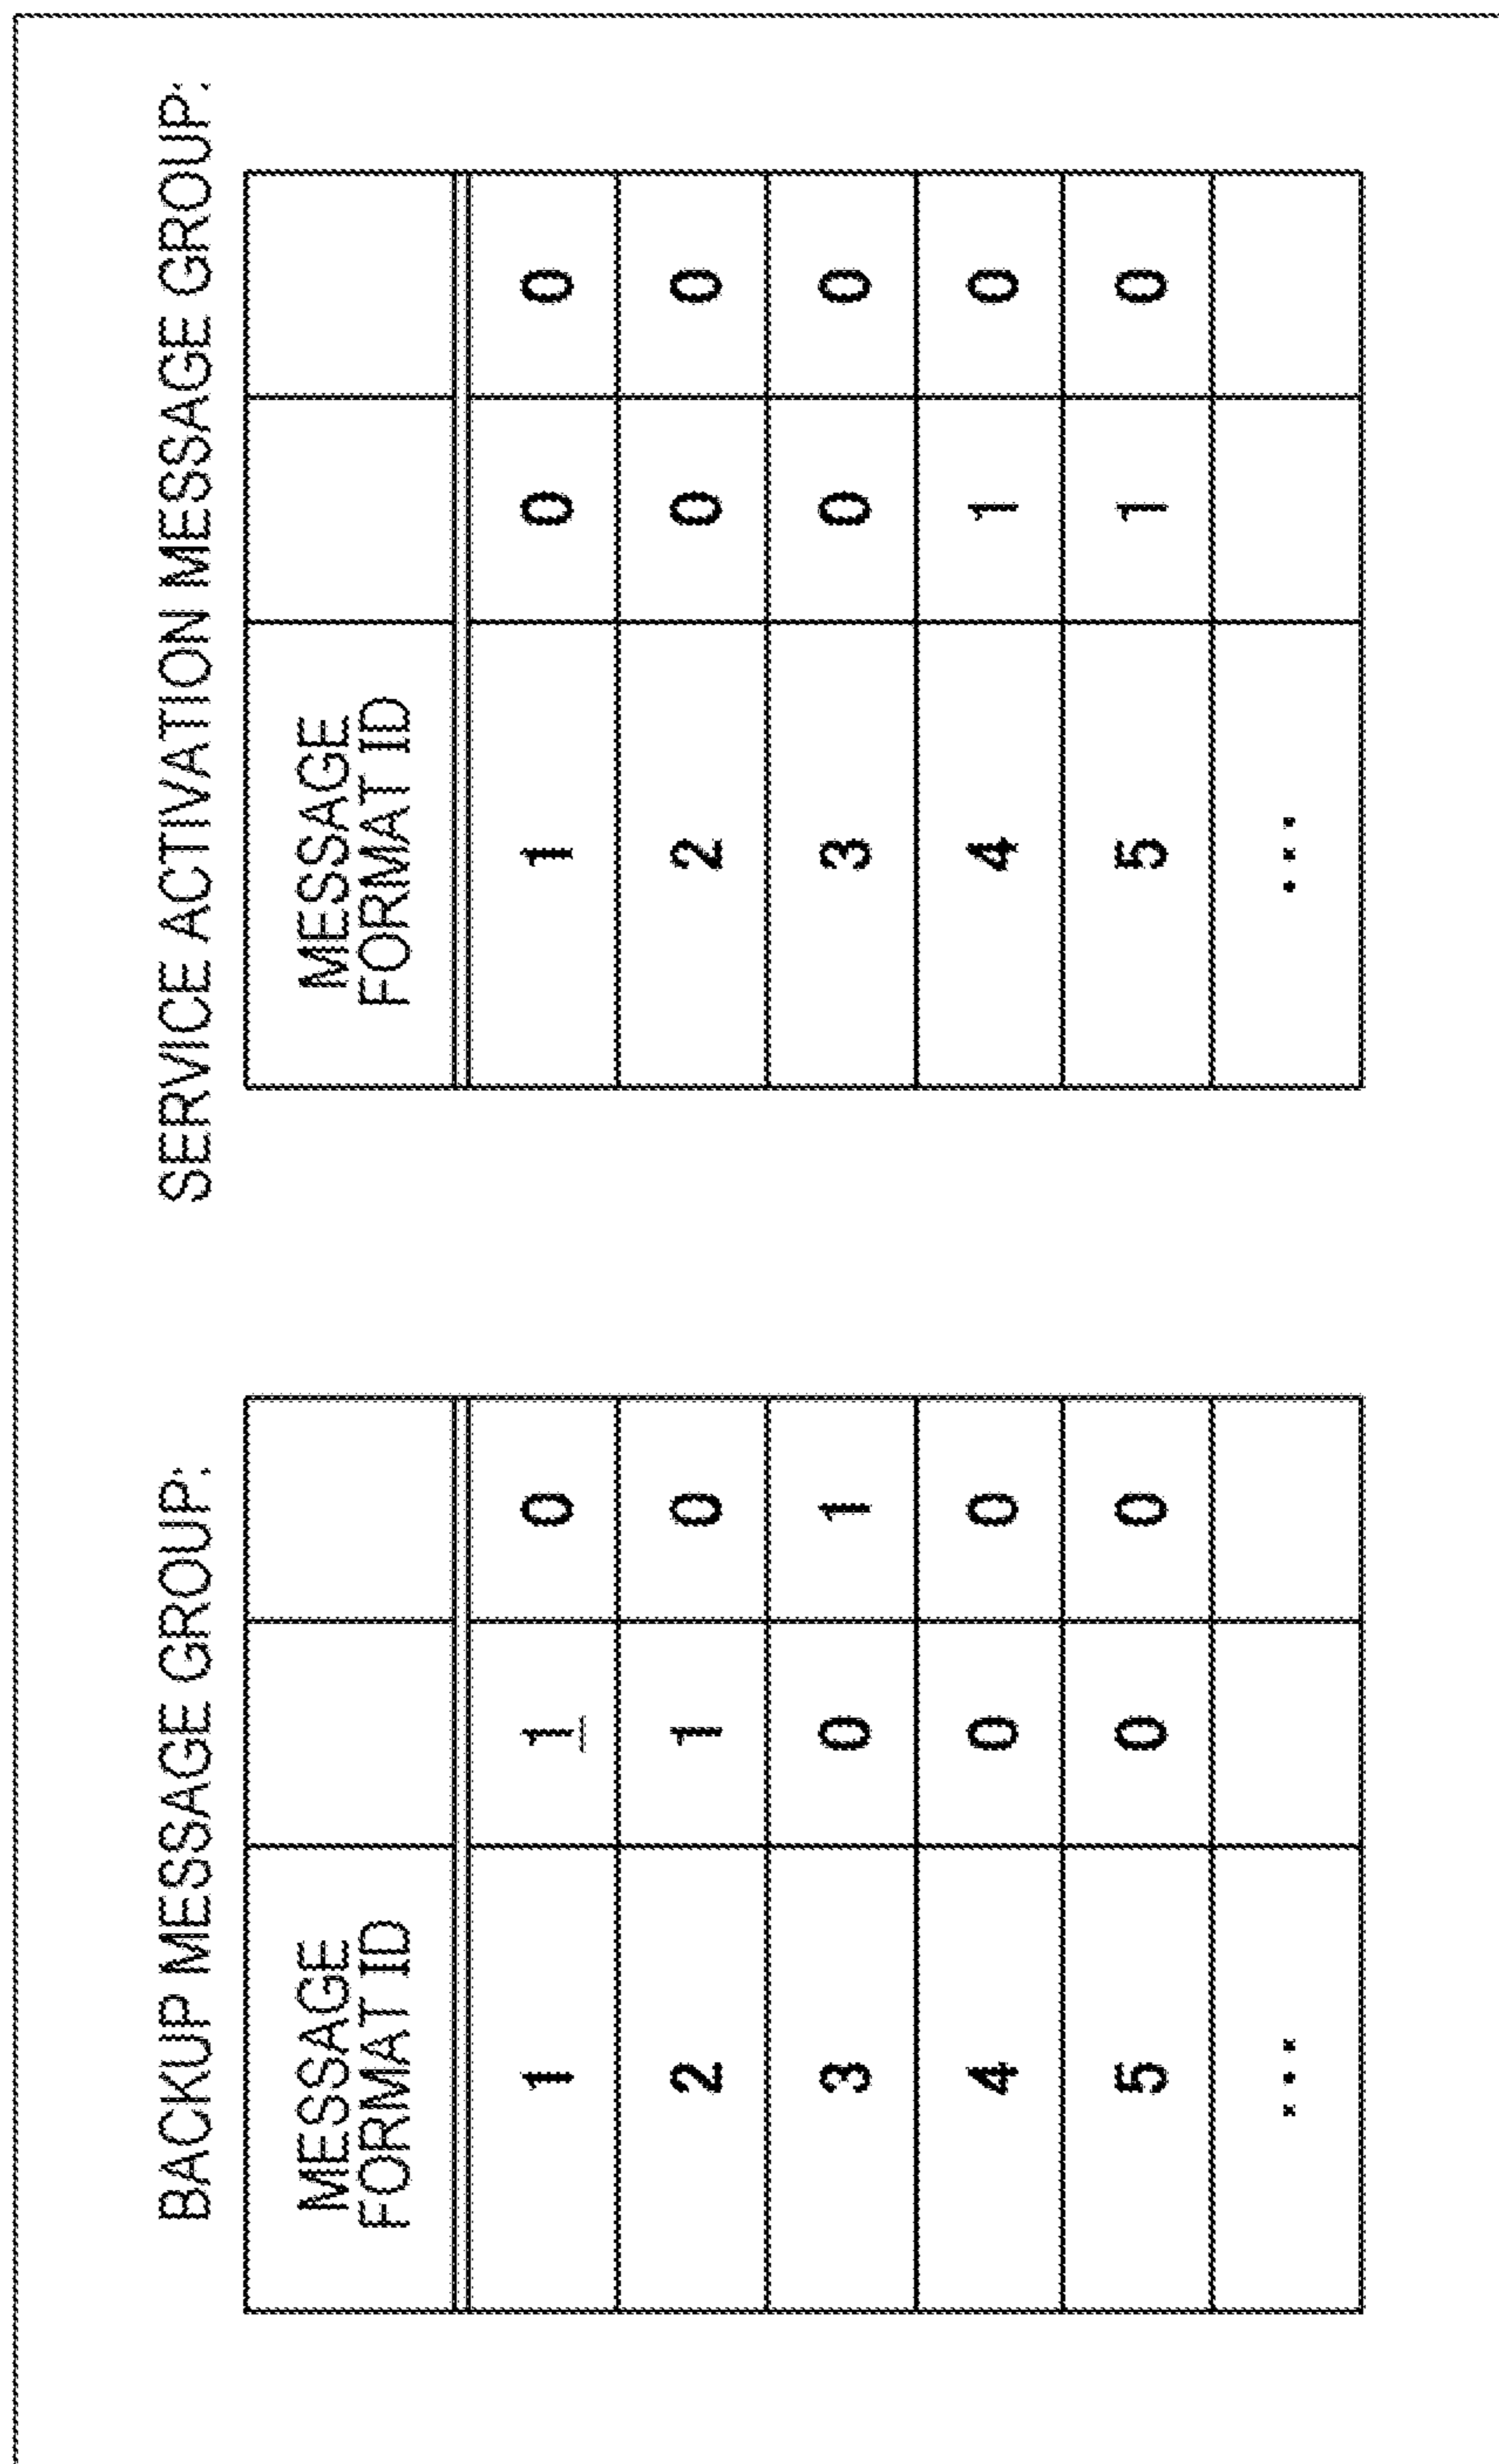 BACKUP MESSAGE GROUP:
MESSAGE
FORMAT ID
1 1 0
2 1 0
3 0 1
4 0 0
5 0 0
...
SERVICE ACTIVATION MESSAGE GROUP:
MESSAGE
FORMAT ID
1 0 0
2 0 0
3 0 0
4 1 0
5 1 0
...